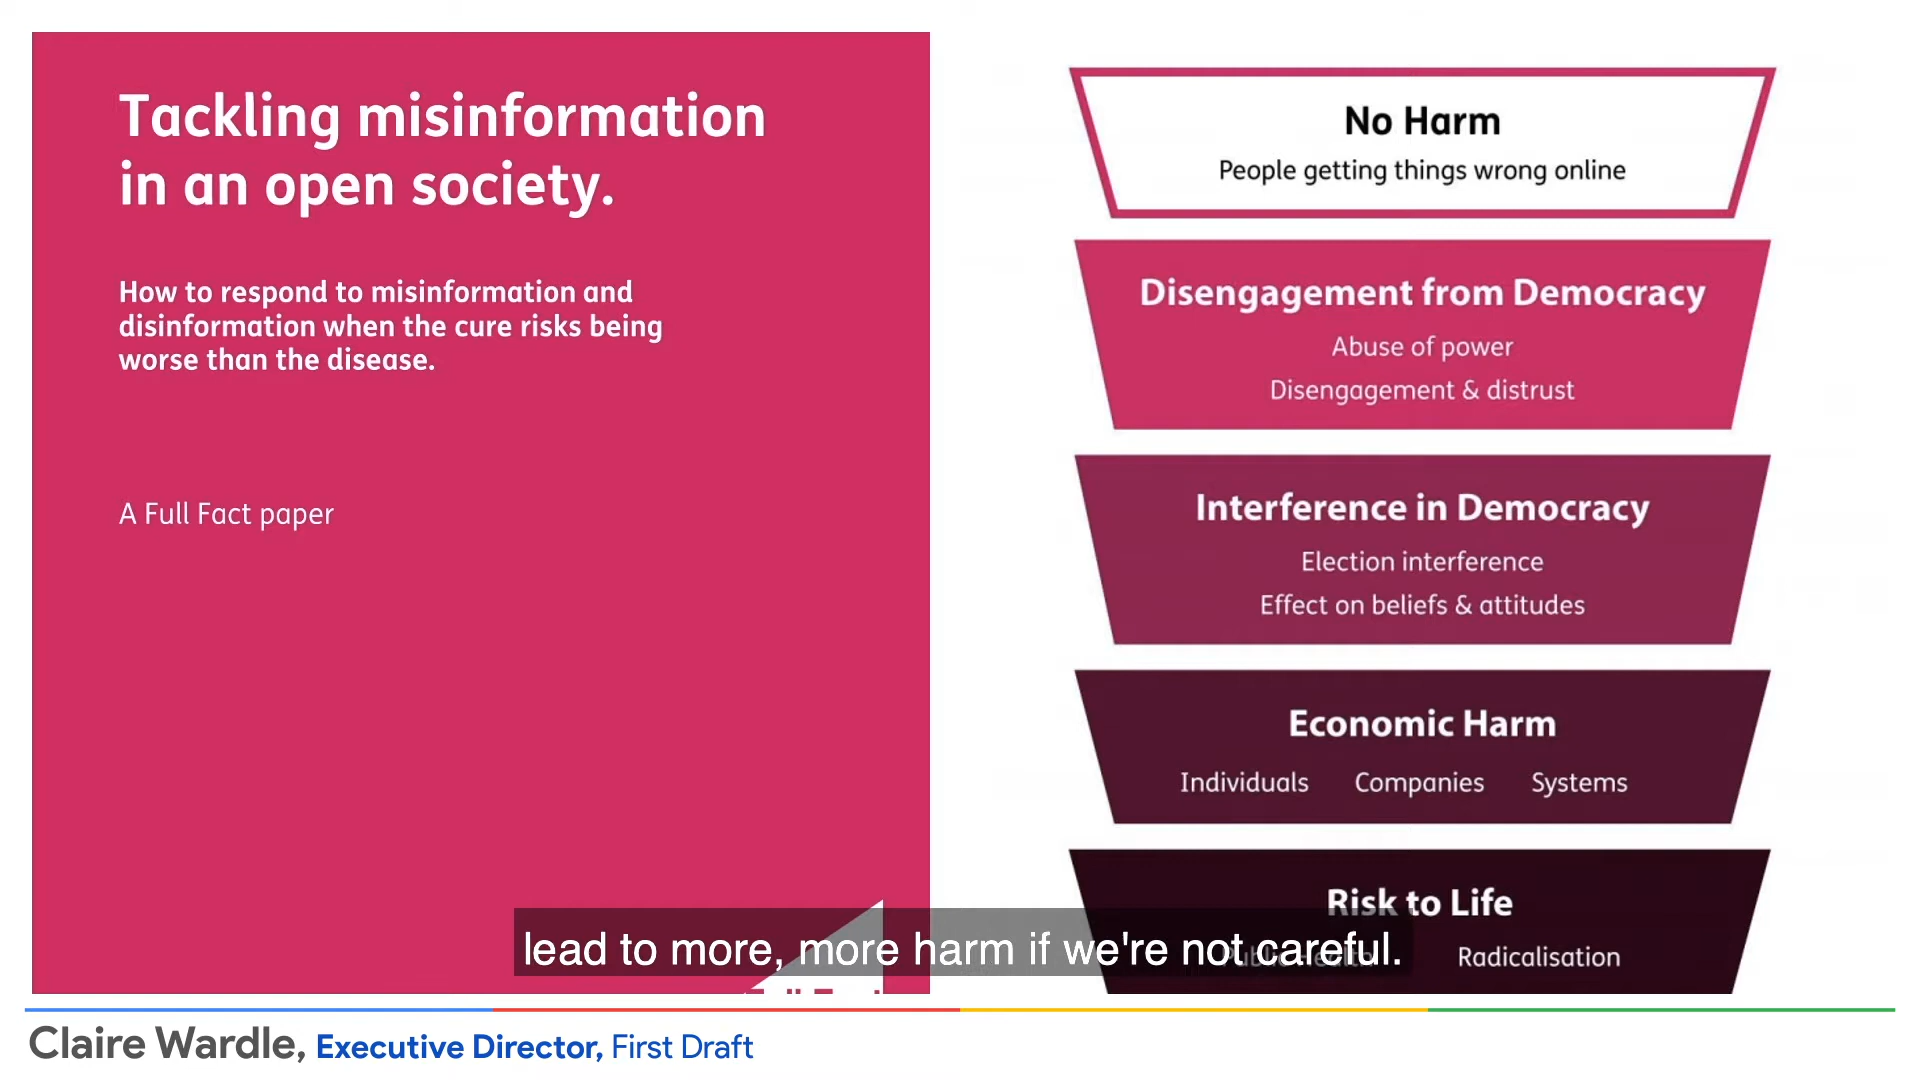 Tackling misinformation
in an open society.
How to respond to misinformation and
disinformation when the cure risks being
worse than the disease.
A Full Fact paper
No Harm
People getting things wrong online
Disengagement from Democracy
Abuse of power
Disengagement & distrust
Interference in Democracy
Election interference
Effect on beliefs & attitudes
Economic Harm
Individuals Companies Systems
Risk to Life
Public Health Radicalisation
lead to more, more harm if we're not careful.
Claire Wardle, Executive Director, First Draft